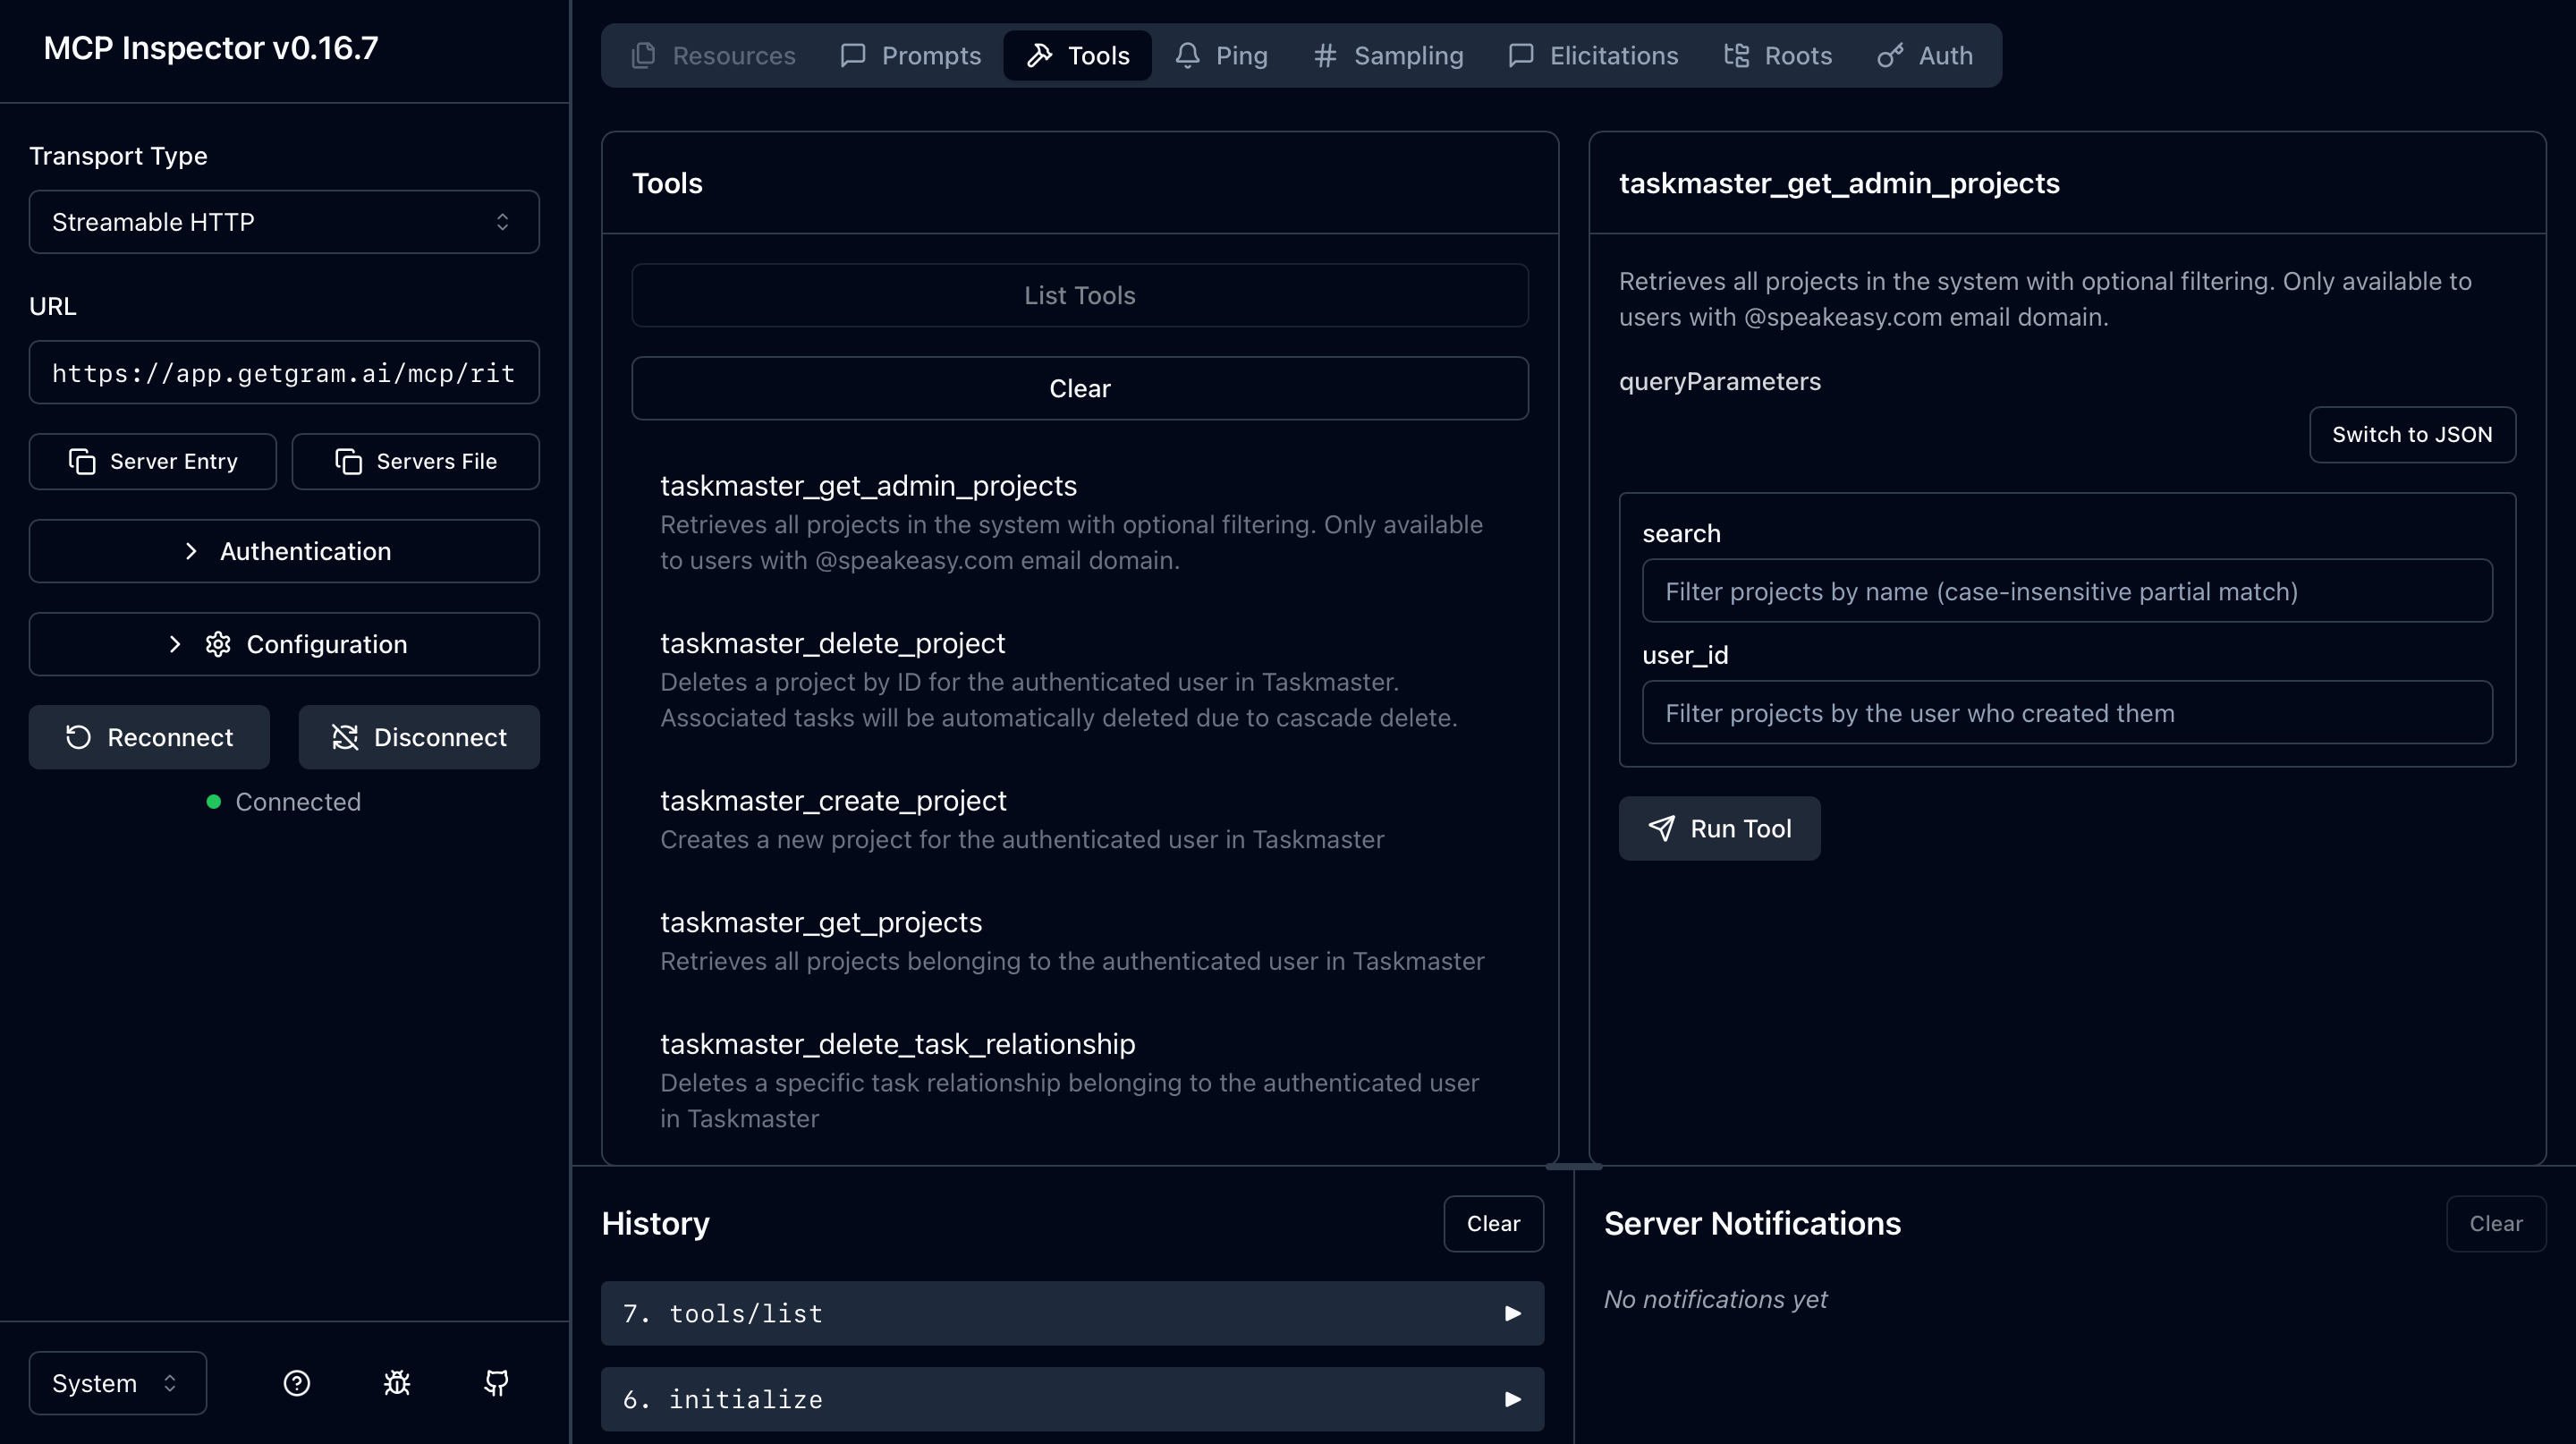 MCP Inspector v0.16.7
Transport Type
Streamable HTTP
URL
https://app.getgram.ai/mcp/rit
Server Entry
Servers File
Authentication
Configuration
Reconnect
Disconnect
Connected
System
Resources
Prompts
Tools
Ping
Sampling
Elicitations
Roots
Auth
Tools
List Tools
Clear
taskmaster_get_admin_projects
Retrieves all projects in the system with optional filtering. Only available
to users with @speakeasy.com email domain.
taskmaster_delete_project
Deletes a project by ID for the authenticated user in Taskmaster.
Associated tasks will be automatically deleted due to cascade delete.
taskmaster_create_project
Creates a new project for the authenticated user in Taskmaster
taskmaster_get_projects
Retrieves all projects belonging to the authenticated user in Taskmaster
taskmaster_delete_task_relationship
Deletes a specific task relationship belonging to the authenticated user
in Taskmaster
taskmaster_get_admin_projects
Retrieves all projects in the system with optional filtering. Only available to
users with @speakeasy.com email domain.
queryParameters
Switch to JSON
search
Filter projects by name (case-insensitive partial match)
user_id
Filter projects by the user who created them
Run Tool
History
Clear
7. tools/list
6. initialize
Server Notifications
Clear
No notifications yet